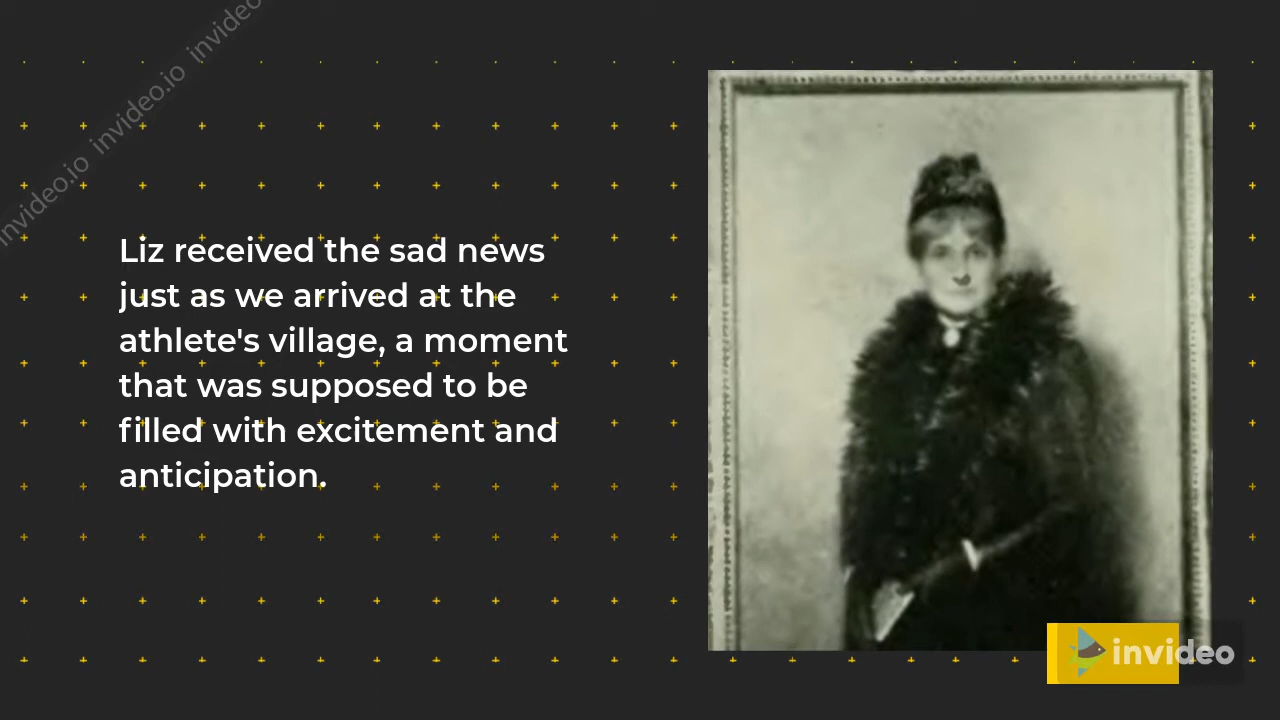 invideo.io invideo.io invideo
Liz received the sad news
just as we arrived at the
athlete's village, a moment
that was supposed to be
filled with excitement and
anticipation.
invideo